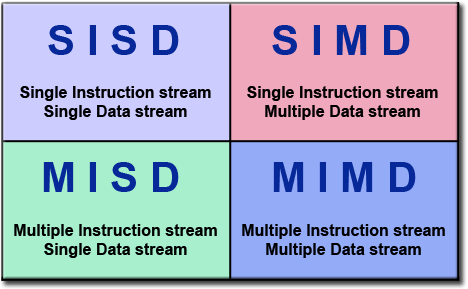 S I S D
Single Instruction stream
Single Data stream
S I M D
Single Instruction stream
Multiple Data stream
M I S D
Multiple Instruction stream
Single Data stream
M I M D
Multiple Instruction stream
Multiple Data stream